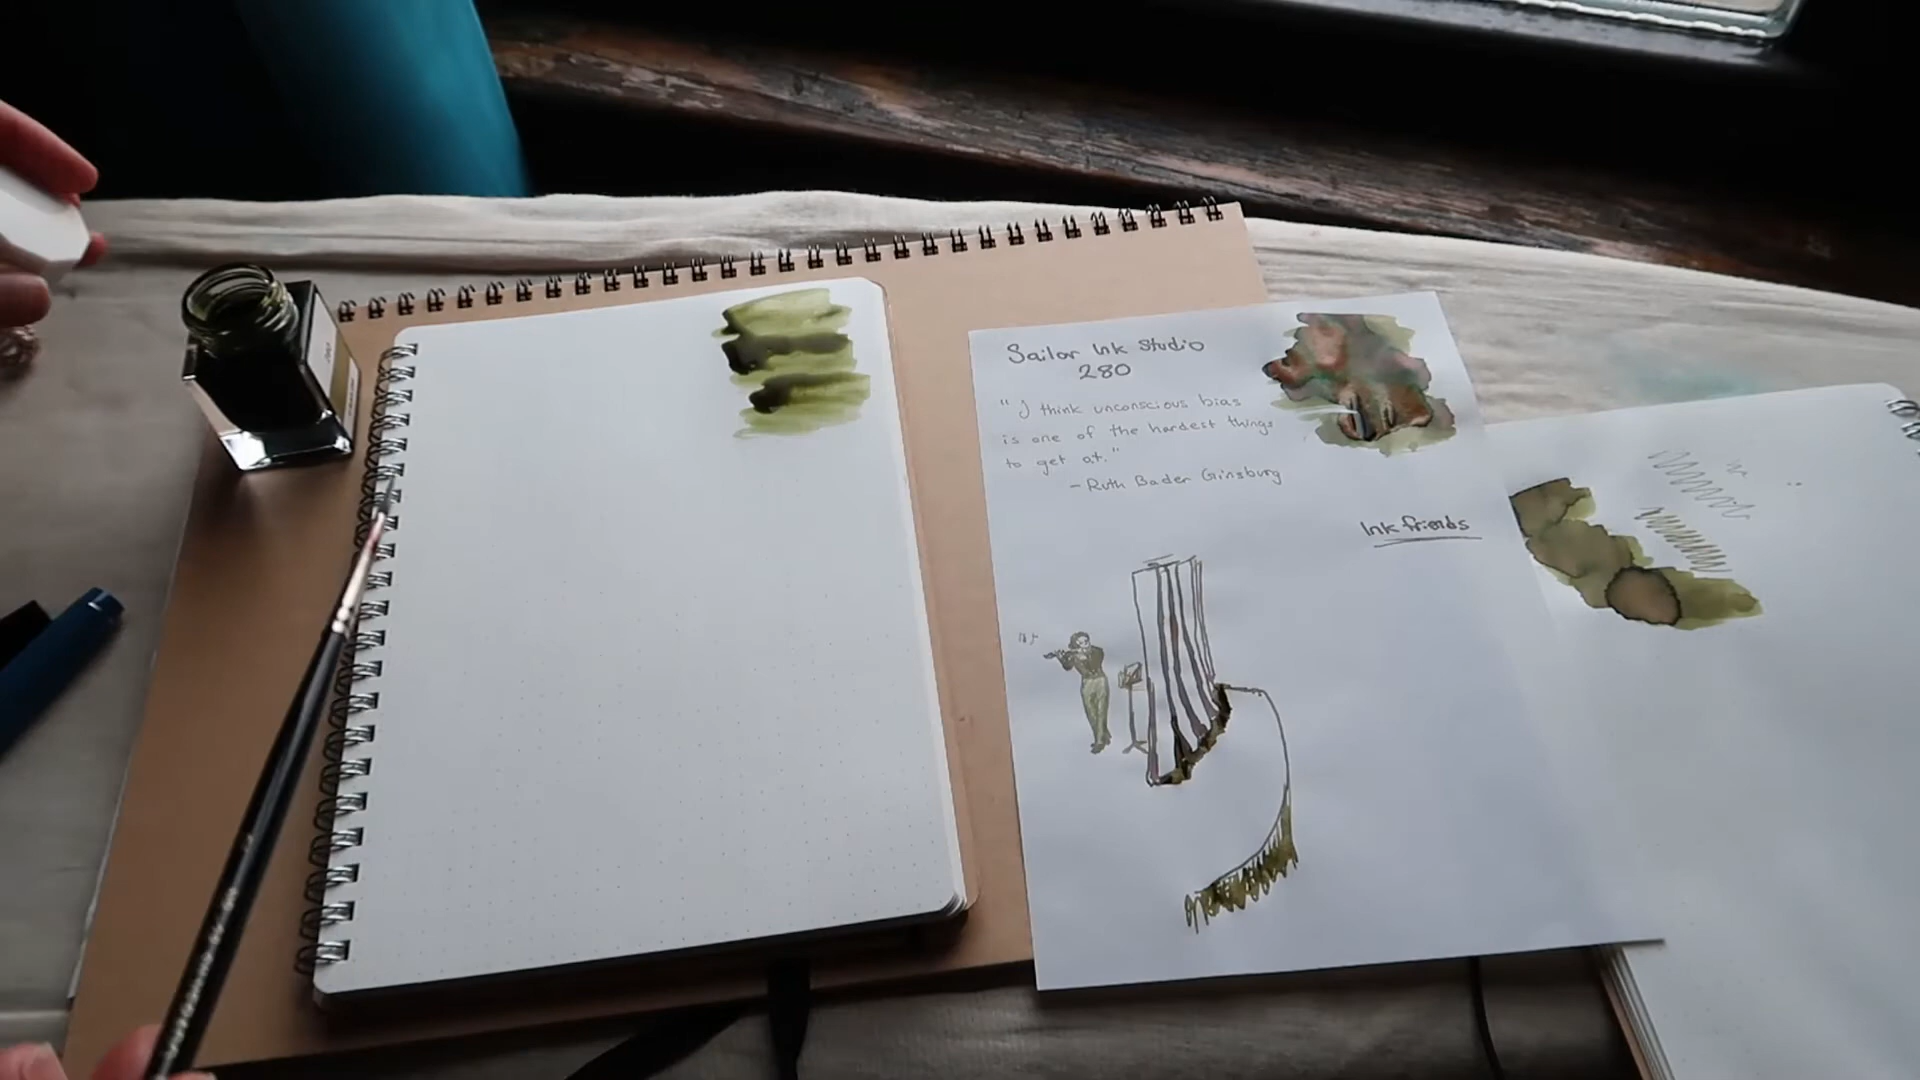 Sailor Ink Studio
280
"I think unconscious bias
is one of the hardest things
to get at."
- Ruth Bader Ginsburg
Ink friends